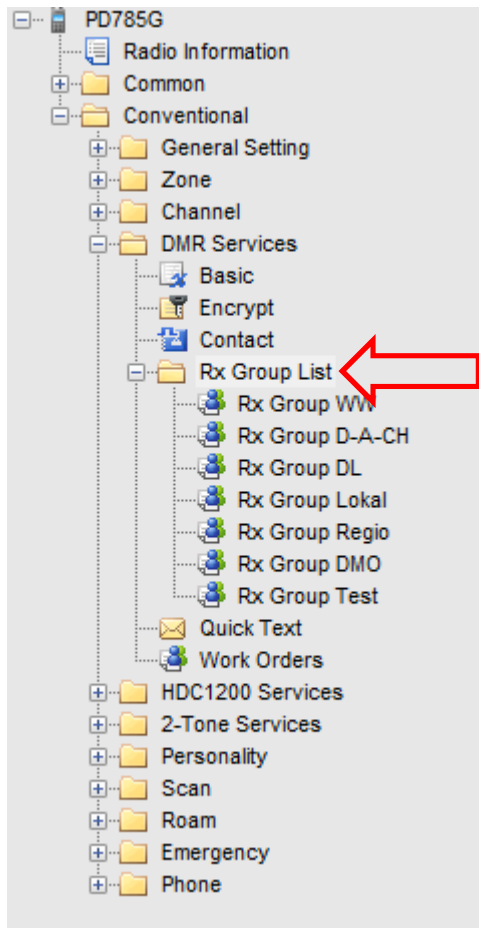 PD785G
Radio Information
Common
Conventional
General Setting
Zone
Channel
DMR Services
Basic
Encrypt
Contact
Rx Group List
Rx Group WW
Rx Group D-A-CH
Rx Group DL
Rx Group Lokal
Rx Group Regio
Rx Group DMO
Rx Group Test
Quick Text
Work Orders
HDC1200 Services
2-Tone Services
Personality
Scan
Roam
Emergency
Phone